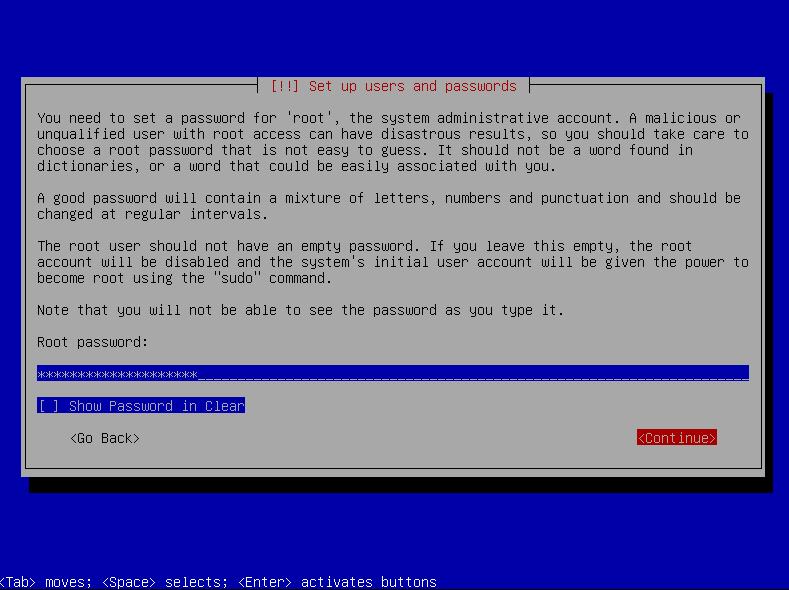 [!!] Set up users and passwords
You need to set a password for 'root', the system administrative account. A malicious or
unqualified user with root access can have disastrous results, so you should take care to
choose a root password that is not easy to guess. It should not be a word found in
dictionaries, or a word that could be easily associated with you.
A good password will contain a mixture of letters, numbers and punctuation and should be
changed at regular intervals.
The root user should not have an empty password. If you leave this empty, the root
account will be disabled and the system's initial user account will be given the power to
become root using the "sudo" command.
Note that you will not be able to see the password as you type it.
Root password:
********************
[ ] Show Password in Clear
<Go Back> <Continue>
<Tab> moves; <Space> selects; <Enter> activates buttons